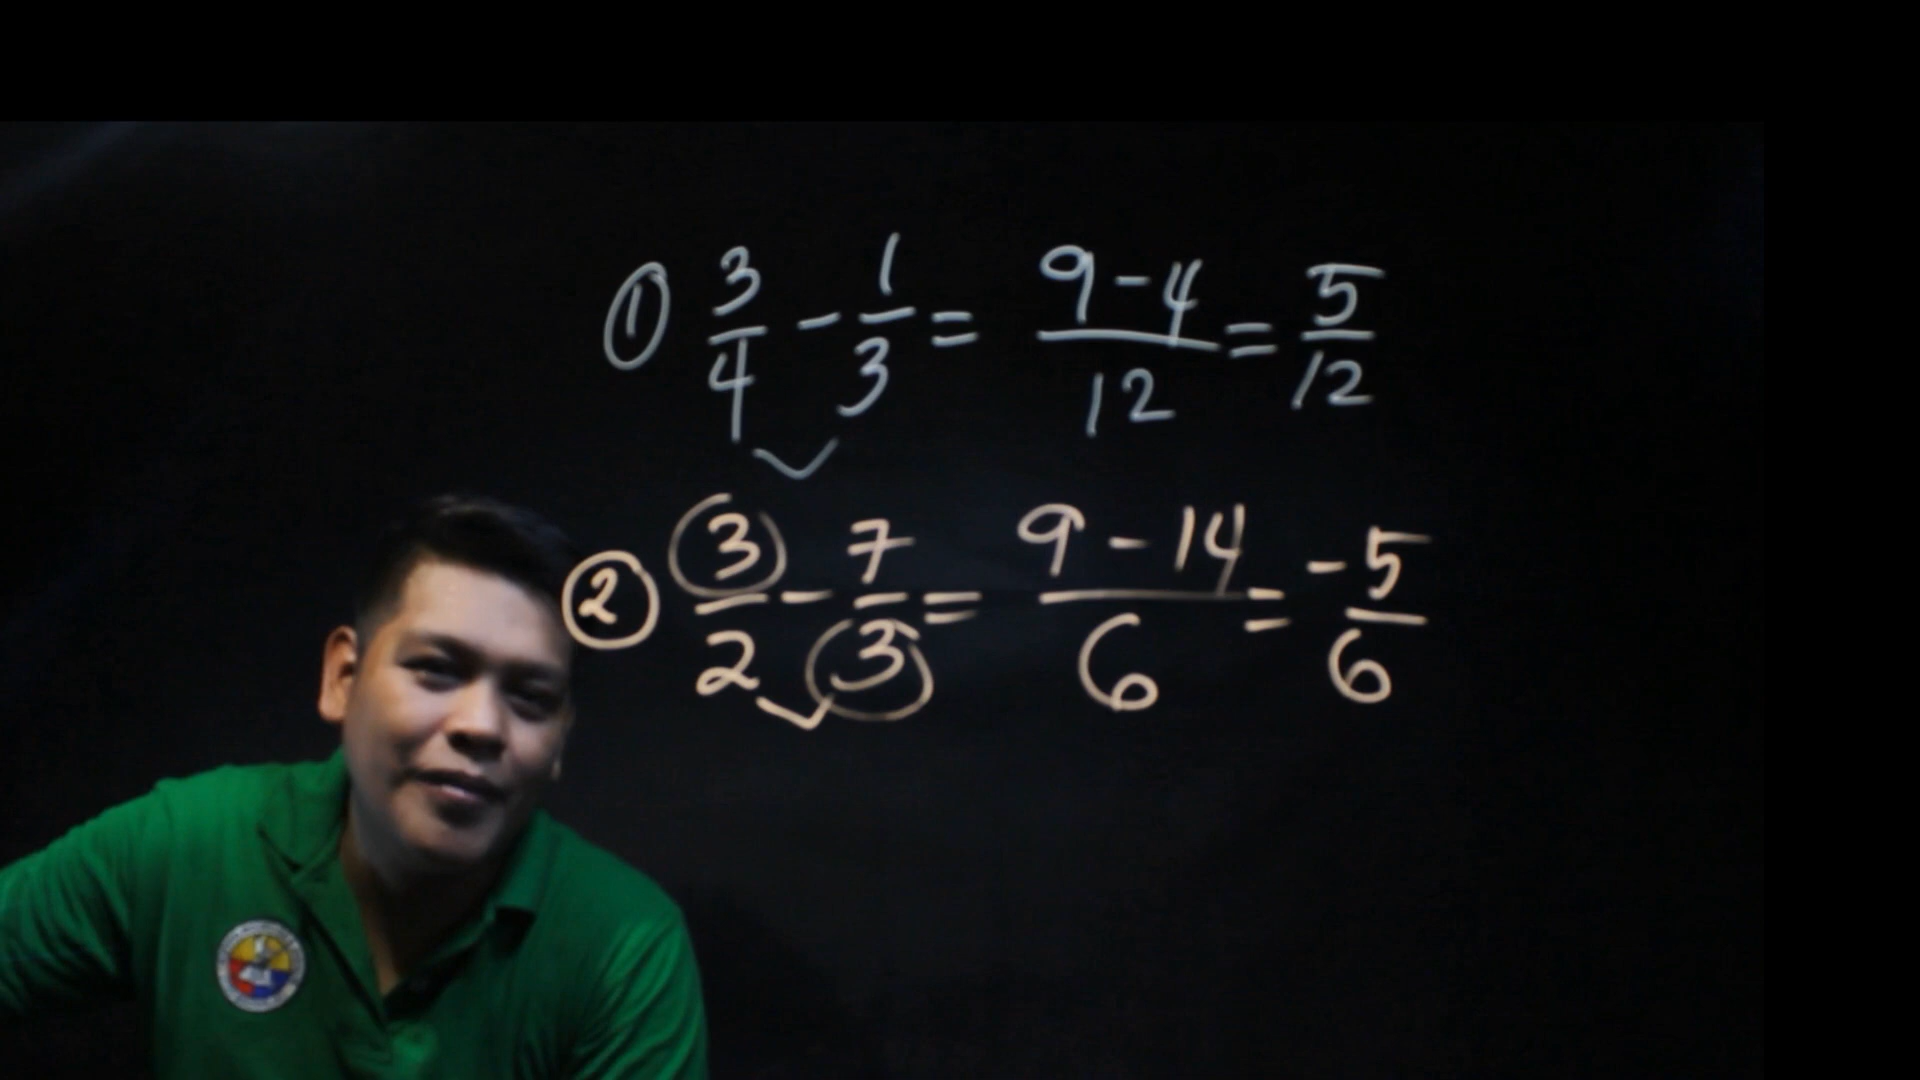 ① 3/4 - 1/3 = 9-4/12 = 5/12
② 3/2 - 7/3 = 9-14/6 = -5/6